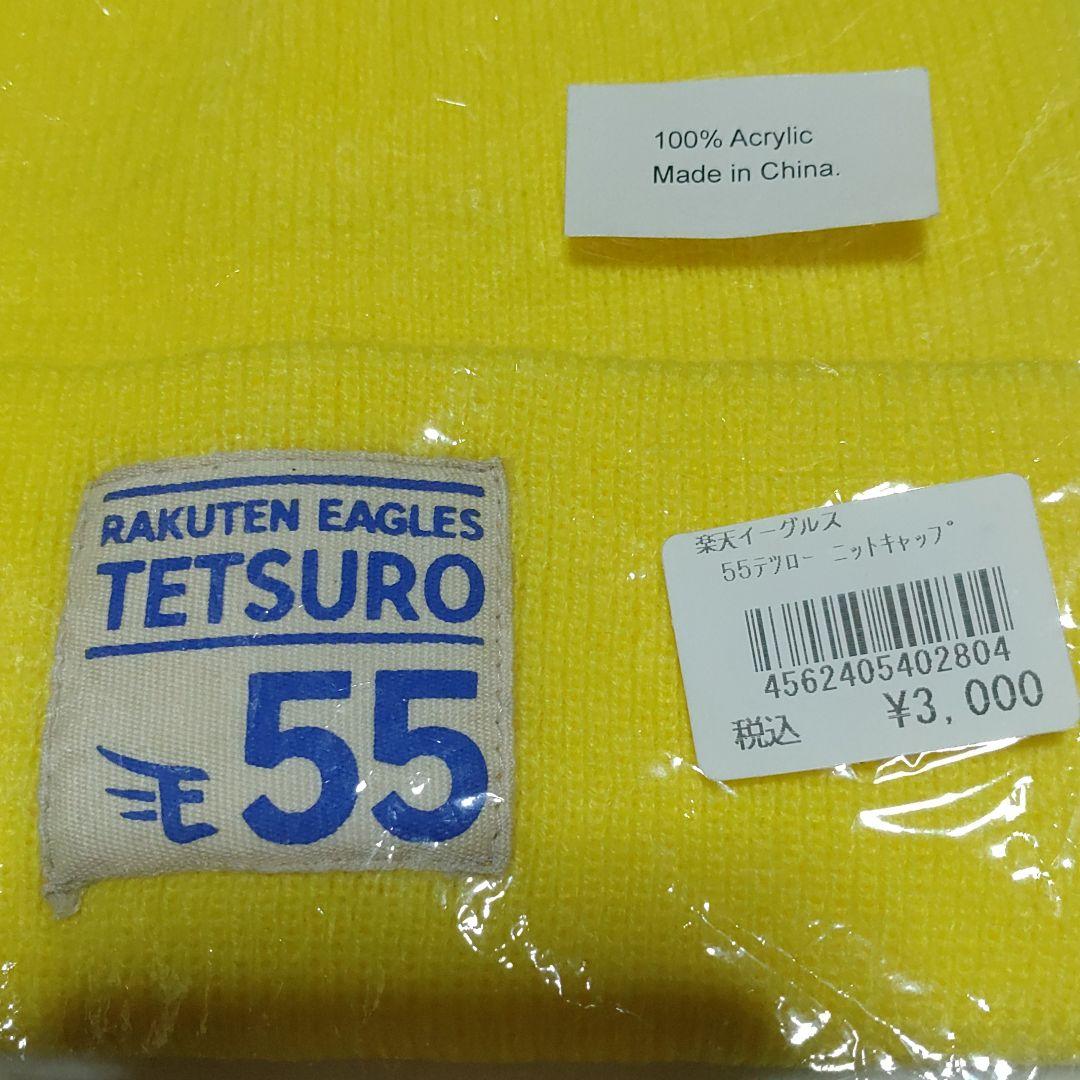 100% Acrylic
Made in China.
RAKUTEN EAGLES
TETSURO
E 55
楽天イーグルス
55テツロー ニットキャップ
4562405402804
税込 ¥3,000